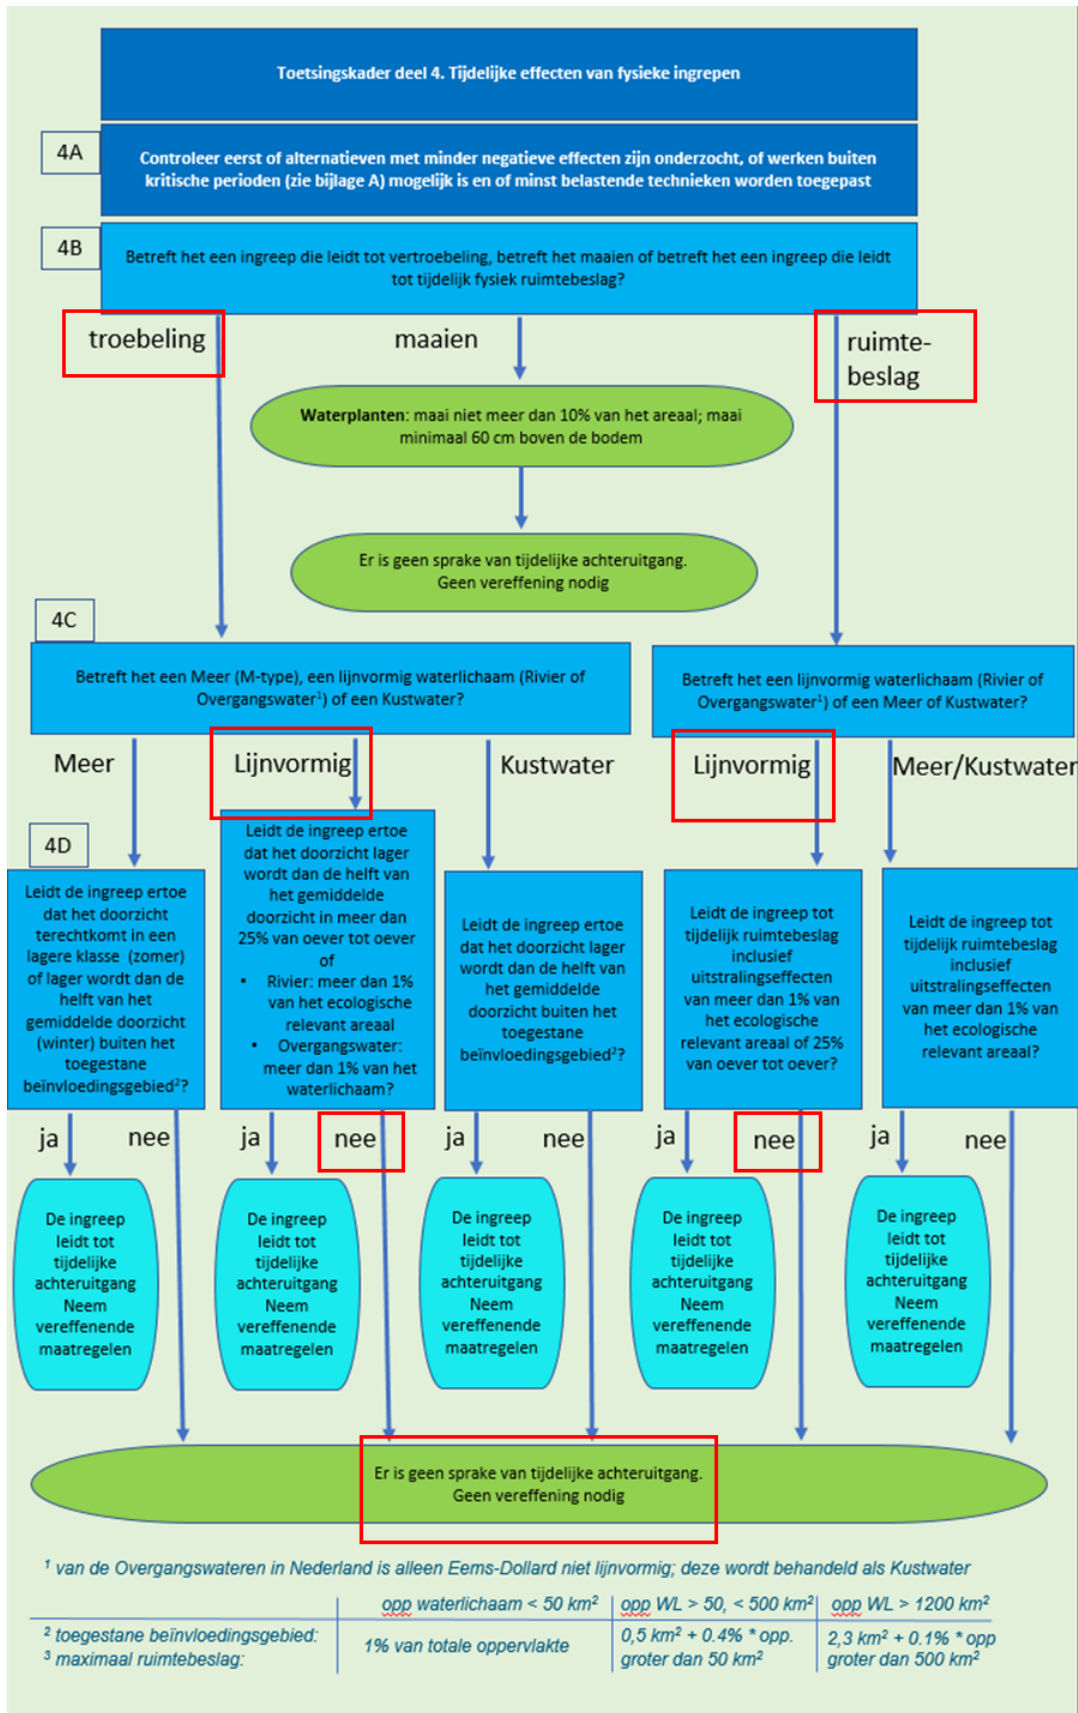 Toetsingskader deel 4. Tijdelijke effecten van fysieke ingrepen
4A
Controleer eerst of alternatieven met minder negatieve effecten zijn onderzocht, of werken buiten
kritische perioden (zie bijlage A) mogelijk is en of minst belastende technieken worden toegepast
4B
Betreft het een ingreep die leidt tot vertroebeling, betreft het maaien of betreft het een ingreep die leidt
tot tijdelijk fysiek ruimtebeslag?
troebeling
maaien
ruimte-
beslag
Waterplanten: maai niet meer dan 10% van het areaal; maai
minimaal 60 cm boven de bodem
Er is geen sprake van tijdelijke achteruitgang.
Geen vereffening nodig
4C
Betreft het een Meer (M-type), een lijnvormig waterlichaam (Rivier of
Overgangswater¹) of een Kustwater?
Betreft het een lijnvormig waterlichaam (Rivier of
Overgangswater¹) of een Meer of Kustwater?
Meer
Lijnvormig
Kustwater
Lijnvormig
Meer/Kustwater
4D
Leidt de ingreep ertoe
dat het doorzicht
terechtkomt in een
lagere klasse (zomer)
of lager wordt dan de
helft van het
gemiddelde doorzicht
(winter) buiten het
toegestane
beïnvloedingsgebied²?
Leidt de ingreep ertoe
dat het doorzicht lager
wordt dan de helft van
het gemiddelde
doorzicht in meer dan
25% van oever tot oever
of
• Rivier: meer dan 1%
van het ecologische
relevant areaal
• Overgangswater:
meer dan 1% van het
waterlichaam?
Leidt de ingreep ertoe
dat het doorzicht lager
wordt dan de helft van
het gemiddelde
doorzicht buiten het
toegestane
beïnvloedingsgebied²?
Leidt de ingreep tot
tijdelijk ruimtebeslag
inclusief
uitstralingseffecten
van meer dan 1% van
het ecologische
relevant areaal of 25%
van oever tot oever?
Leidt de ingreep tot
tijdelijk ruimtebeslag
inclusief
uitstralingseffecten
van meer dan 1% van
het ecologische
relevant areaal?
ja
nee
ja
nee
ja
nee
ja
nee
ja
nee
De ingreep
leidt tot
tijdelijke
achteruitgang
Neem
vereffenende
maatregelen
De ingreep
leidt tot
tijdelijke
achteruitgang
Neem
vereffenende
maatregelen
De ingreep
leidt tot
tijdelijke
achteruitgang
Neem
vereffenende
maatregelen
De ingreep
leidt tot
tijdelijke
achteruitgang
Neem
vereffenende
maatregelen
De ingreep
leidt tot
tijdelijke
achteruitgang
Neem
vereffenende
maatregelen
Er is geen sprake van tijdelijke achteruitgang.
Geen vereffening nodig
¹ van de Overgangswateren in Nederland is alleen Eems-Dollard niet lijnvormig; deze wordt behandeld als Kustwater
opp waterlichaam < 50 km²
opp WL > 50, < 500 km²
opp WL > 1200 km²
² toegestane beïnvloedingsgebied:
³ maximaal ruimtebeslag:
1% van totale oppervlakte
0,5 km² + 0.4% * opp.
groter dan 50 km²
2,3 km² + 0.1% * opp
groter dan 500 km²